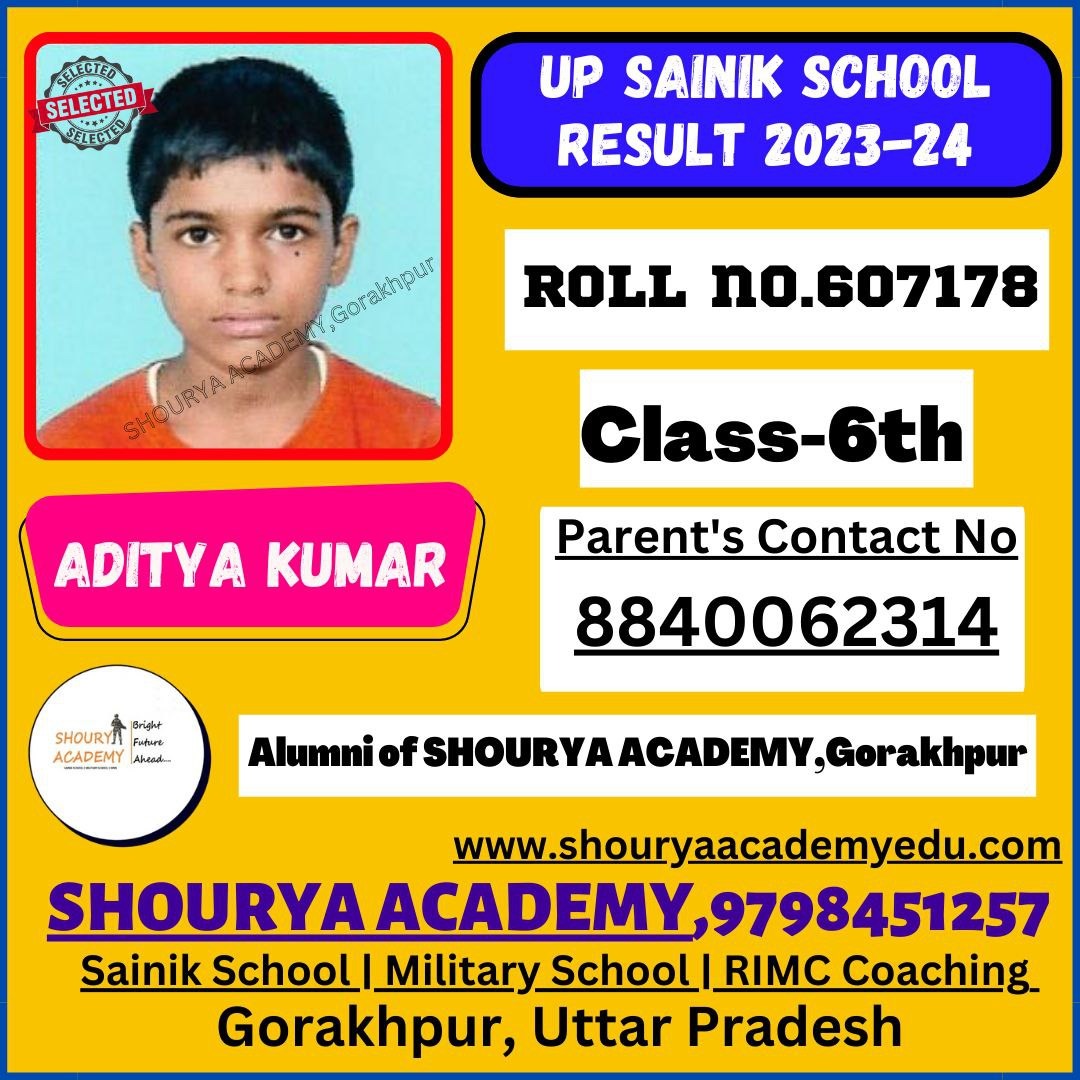 SELECTED
SELECTED
SELECTED
UP SAINIK SCHOOL
RESULT 2023-24
SHOURYA ACADEMY,Gorakhpur
ROLL NO.607178
Class-6th
ADITYA KUMAR
Parent's Contact No
8840062314
SHOURY
ACADEMY
Bright
Future
Ahead....
Alumni of SHOURYA ACADEMY,Gorakhpur
www.shouryaacademyedu.com
SHOURYA ACADEMY,9798451257
Sainik School | Military School | RIMC Coaching
Gorakhpur, Uttar Pradesh